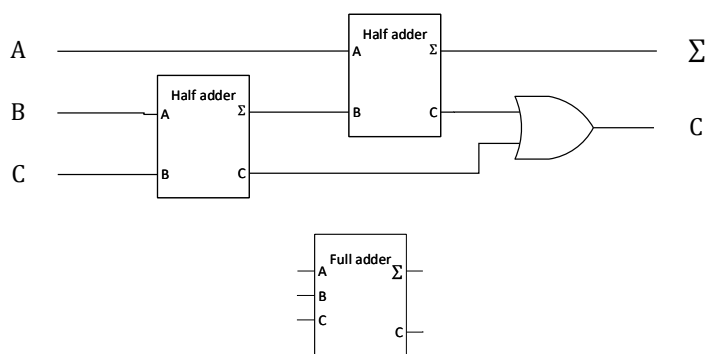 Half adder
A A Σ Σ
Half adder
B A Σ B C C
C B C
Full adder
A Σ
B
C
C